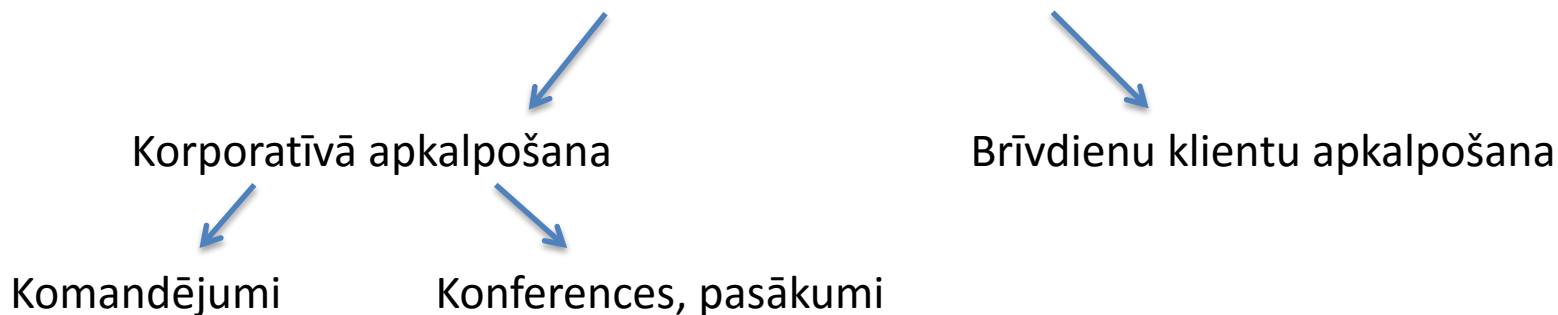 Korporatīvā apkalpošana
Brīvdienu klientu apkalpošana
Komandējumi
Konferences, pasākumi